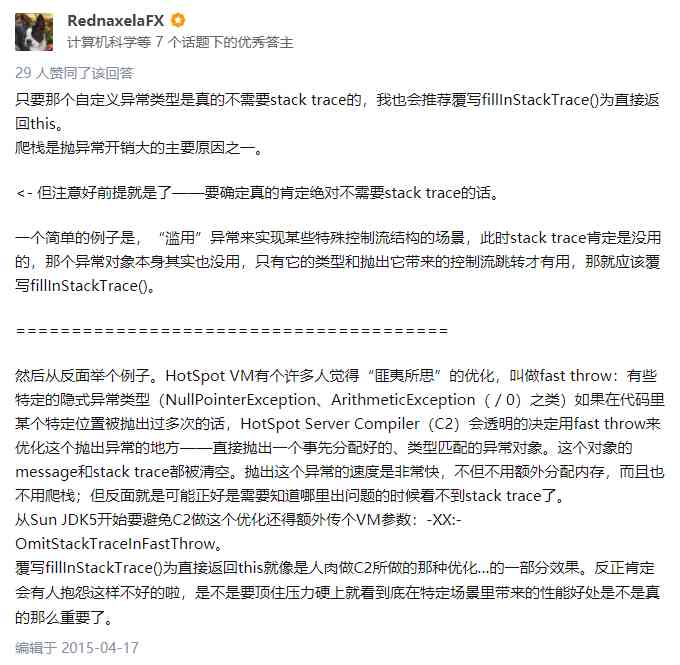 RednaxelaFX
计算机科学等 7 个话题下的优秀答主
29 人赞同了该回答
只要那个自定义异常类型是真的不需要stack trace的，我也会推荐覆写fillInStackTrace()为直接返
回this。
爬栈是抛异常开销大的主要原因之一。
<- 但注意好前提就是了——要确定真的肯定绝对不需要stack trace的话。
一个简单的例子是，“滥用”异常来实现某些特殊控制流结构的场景，此时stack trace肯定是没用
的，那个异常对象本身其实也没用，只有它的类型和抛出它带来的控制流跳转才有用，那就应该覆
写fillInStackTrace()。
=======================================
然后从反面举个例子。HotSpot VM有个许多人觉得“匪夷所思”的优化，叫做fast throw：有些
特定的隐式异常类型（NullPointerException、ArithmeticException（ / 0）之类）如果在代码里
某个特定位置被抛出过多次的话，HotSpot Server Compiler（C2）会透明的决定用fast throw来
优化这个抛出异常的地方——直接抛出一个事先分配好的、类型匹配的异常对象。这个对象的
message和stack trace都被清空。抛出这个异常的速度是非常快，不但不用额外分配内存，而且也
不用爬栈；但反面就是可能正好是需要知道哪里出问题的时候看不到stack trace了。
从Sun JDK5开始要避免C2做这个优化还得额外传个VM参数：-XX:-
OmitStackTraceInFastThrow。
覆写fillInStackTrace()为直接返回this就像是人肉做C2所做的那种优化...的一部分效果。反正肯定
会有人抱怨这样不好的啦，是不是要顶住压力硬上就看到底在特定场景里带来的性能好处是不是真
的那么重要了。
编辑于 2015-04-17